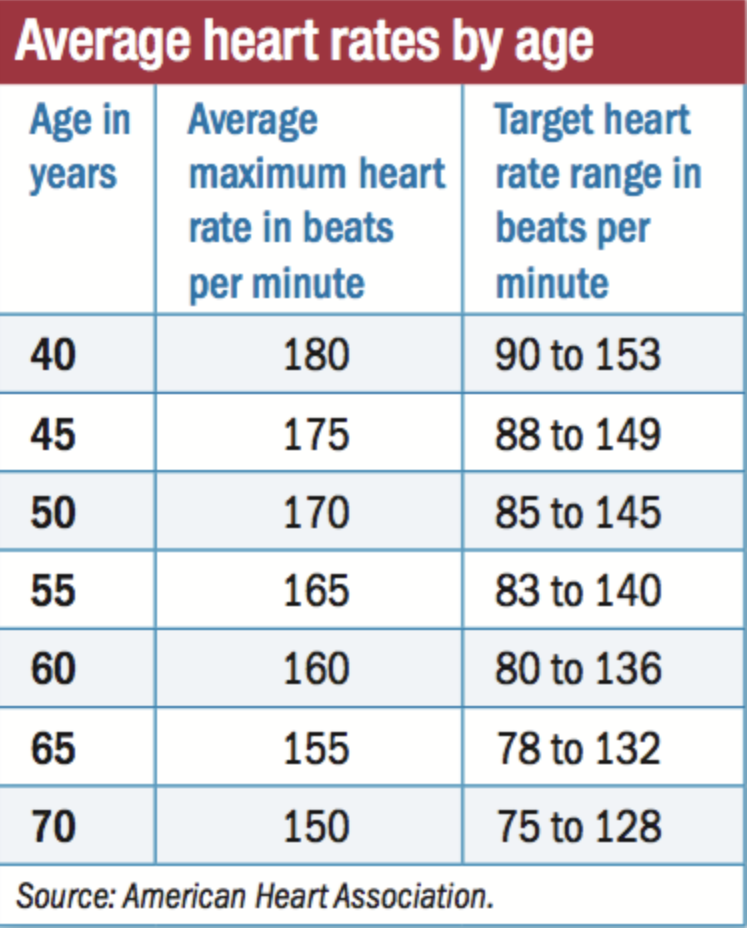 Average heart rates by age
Age in
years
Average
maximum heart
rate in beats
per minute
Target heart
rate range in
beats per
minute
40 180 90 to 153
45 175 88 to 149
50 170 85 to 145
55 165 83 to 140
60 160 80 to 136
65 155 78 to 132
70 150 75 to 128
Source: American Heart Association.